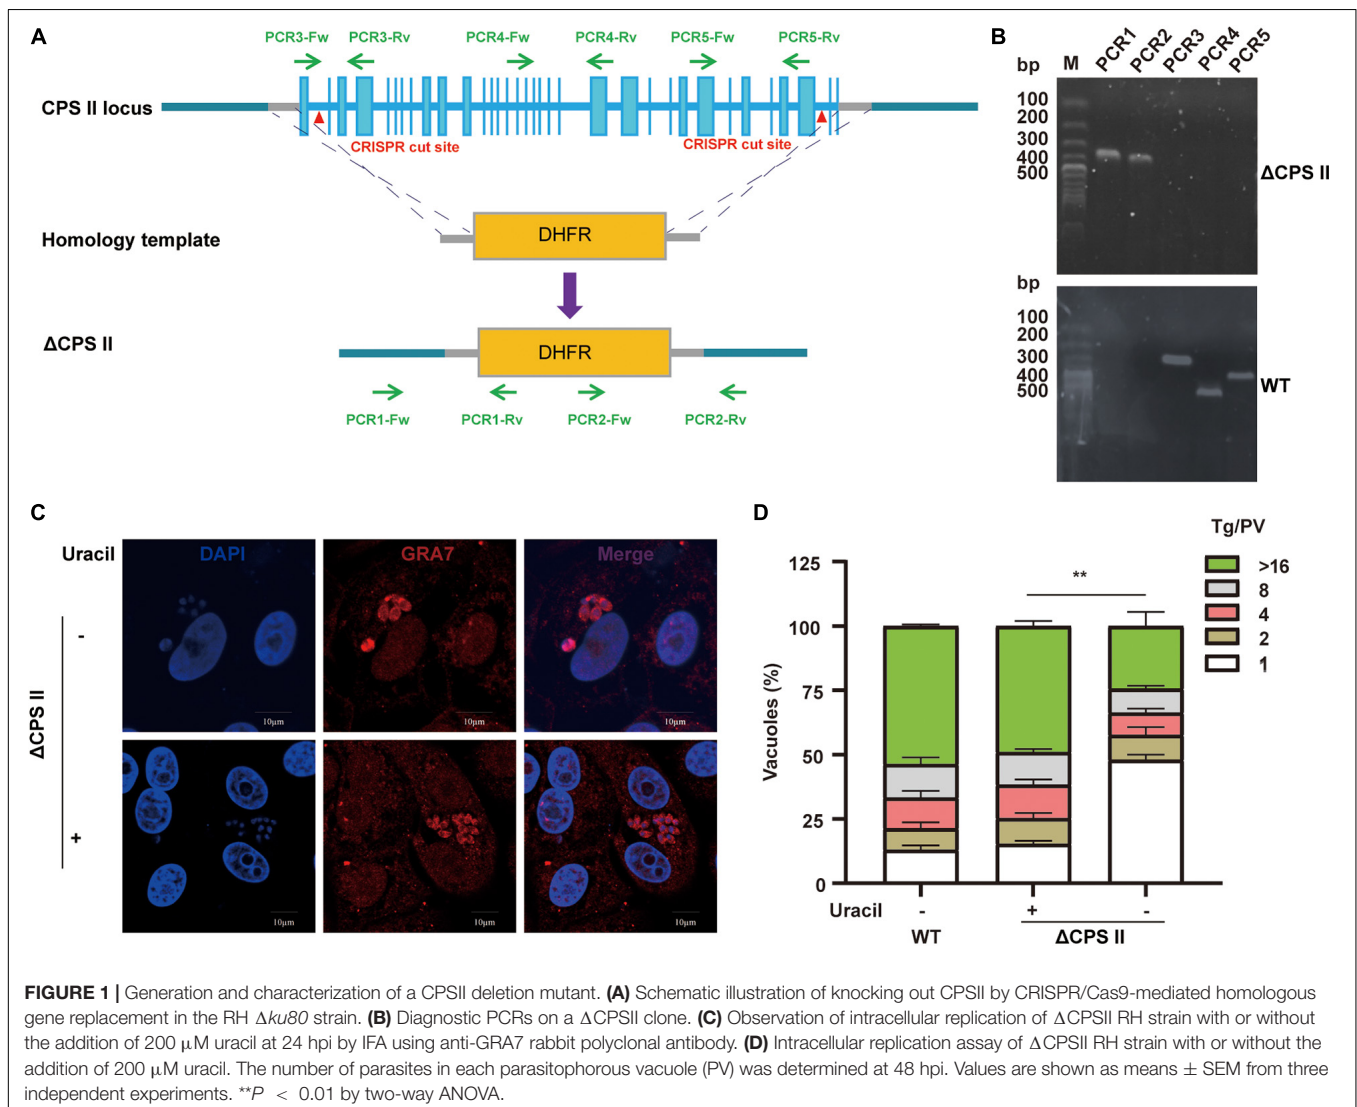 A
PCR3-Fw PCR3-Rv PCR4-Fw PCR4-Rv PCR5-Fw PCR5-Rv
CPS II locus
CRISPR cut site CRISPR cut site
Homology template
DHFR
ΔCPS II
DHFR
PCR1-Fw PCR1-Rv PCR2-Fw PCR2-Rv
B
bp M PCR1 PCR2 PCR3 PCR4 PCR5
100
200
300
400
500
ΔCPS II
bp
100
200
300
400
500
WT
C
Uracil DAPI GRA7 Merge
-
10μm 10μm 10μm
ΔCPS II
+
10μm 10μm 10μm
D
Tg/PV
>16
8
4
2
1
**
125
100
75
50
25
0
Vacuoles (%)
Uracil - + -
WT ΔCPS II
FIGURE 1 | Generation and characterization of a CPSII deletion mutant. (A) Schematic illustration of knocking out CPSII by CRISPR/Cas9-mediated homologous
gene replacement in the RH Δku80 strain. (B) Diagnostic PCRs on a ΔCPSII clone. (C) Observation of intracellular replication of ΔCPSII RH strain with or without
the addition of 200 μM uracil at 24 hpi by IFA using anti-GRA7 rabbit polyclonal antibody. (D) Intracellular replication assay of ΔCPSII RH strain with or without the
addition of 200 μM uracil. The number of parasites in each parasitophorous vacuole (PV) was determined at 48 hpi. Values are shown as means ± SEM from three
independent experiments. **P < 0.01 by two-way ANOVA.